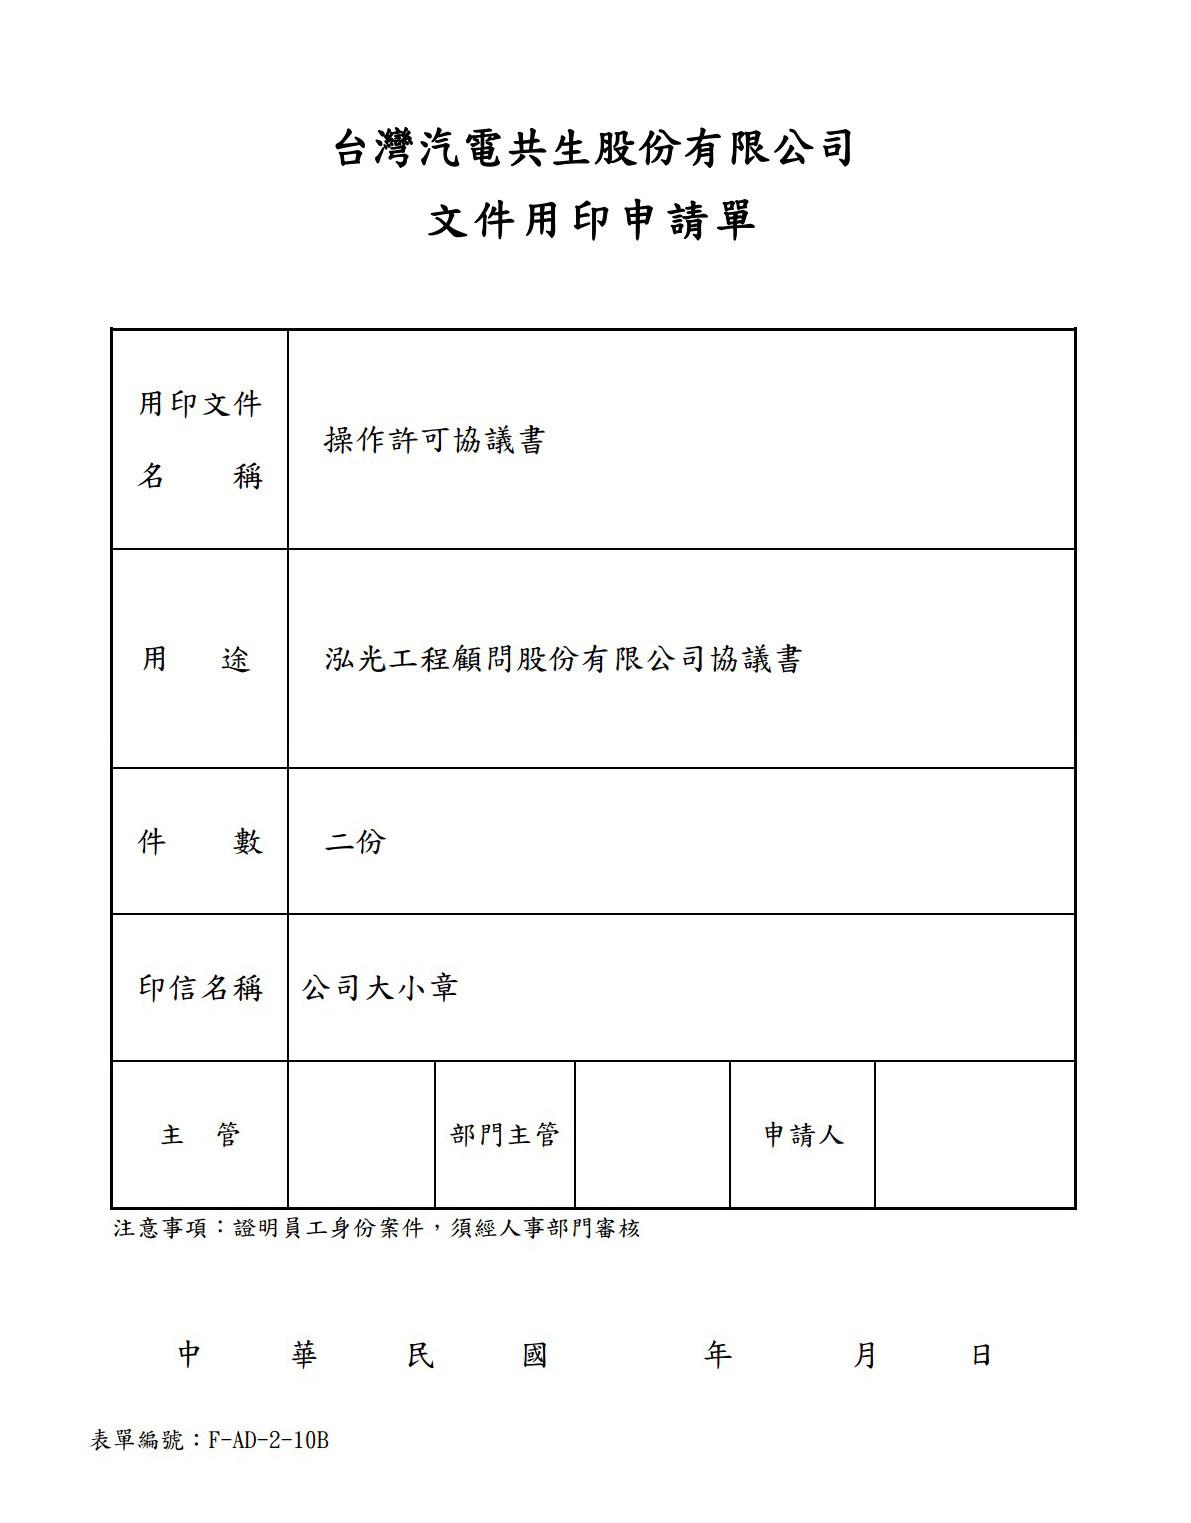 台灣汽電共生股份有限公司
文件用印申請單
用印文件
名稱
操作許可協議書
用途
泓光工程顧問股份有限公司協議書
件數
二份
印信名稱
公司大小章
主管
部門主管
申請人
注意事項：證明員工身份案件，須經人事部門審核
中華民國 年 月 日
表單編號：F-AD-2-10B